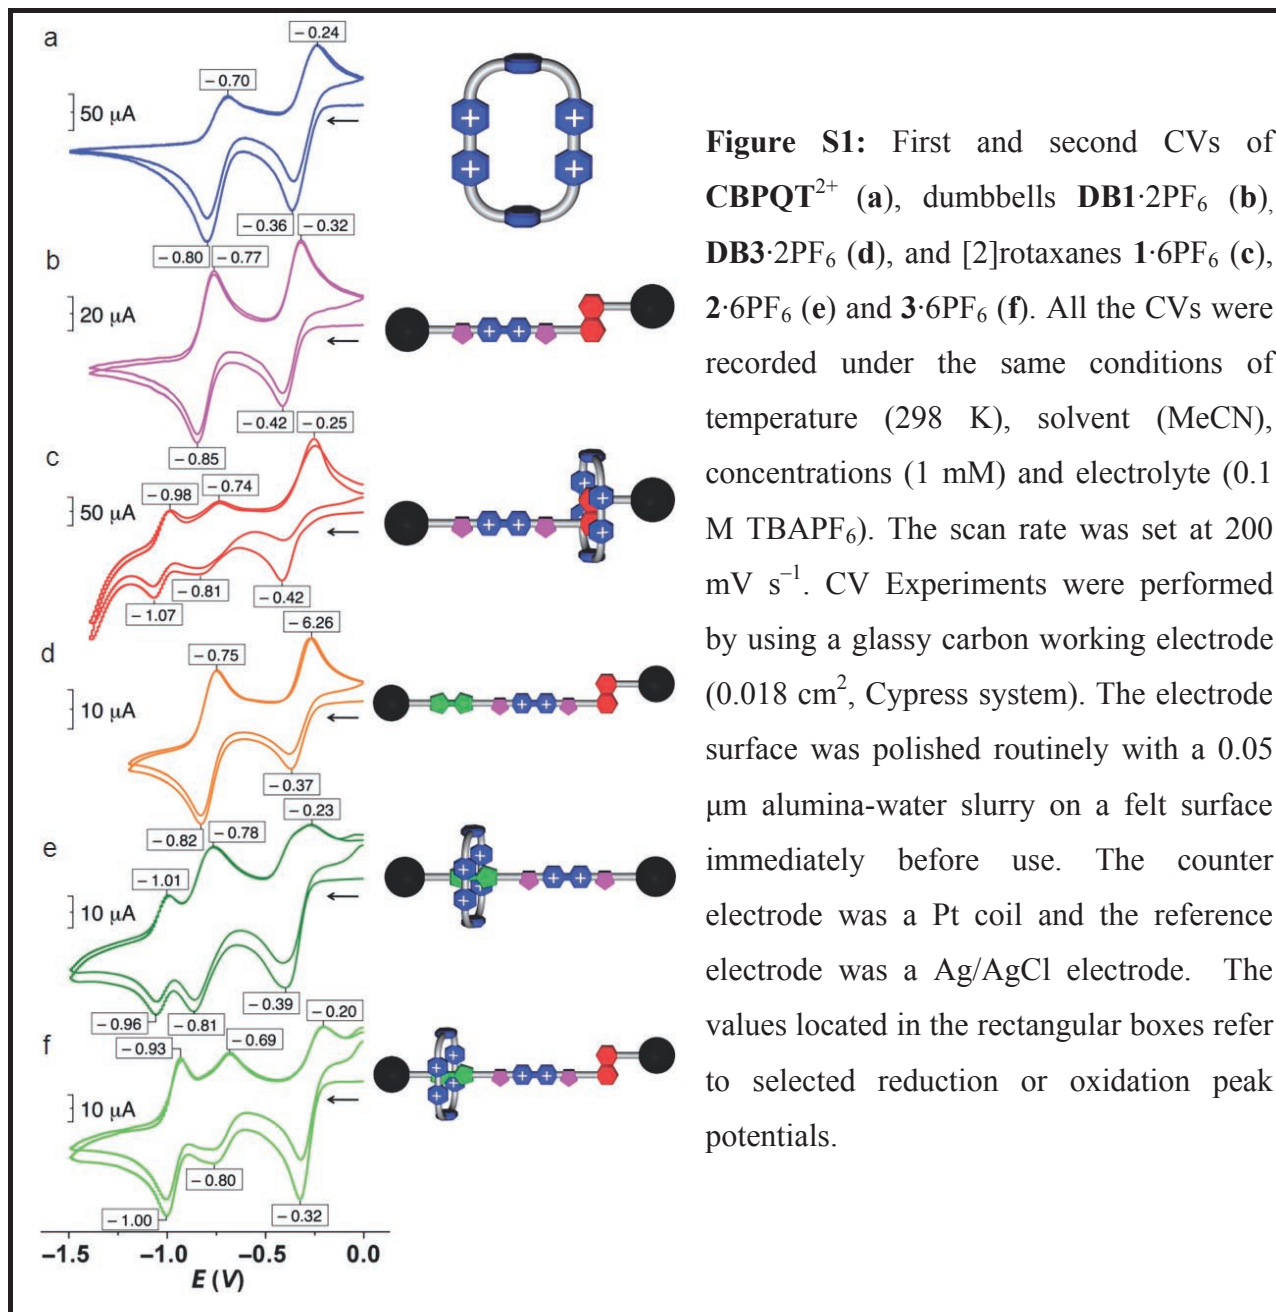 a
– 0.24
– 0.70
50 μA
– 0.36
– 0.32
– 0.80
– 0.77
b
20 μA
– 0.42
– 0.25
– 0.85
c
– 0.98
– 0.74
50 μA
– 0.81
– 0.42
– 1.07
– 6.26
d
– 0.75
10 μA
– 0.37
– 0.23
– 0.82
– 0.78
e
– 1.01
10 μA
– 0.39
– 0.96
– 0.81
– 0.20
f
– 0.93
– 0.69
10 μA
– 0.80
– 1.00
– 0.32
–1.5 –1.0 –0.5 0.0
E (V)
+ +
+ +
+ +
+ +
+ +
+ +
+ +
+ +
+ +
+ +
+ +
+ +
Figure S1: First and second CVs of
CBPQT²⁺ (a), dumbbells DB1·2PF₆ (b),
DB3·2PF₆ (d), and [2]rotaxanes 1·6PF₆ (c),
2·6PF₆ (e) and 3·6PF₆ (f). All the CVs were
recorded under the same conditions of
temperature (298 K), solvent (MeCN),
concentrations (1 mM) and electrolyte (0.1
M TBAPF₆). The scan rate was set at 200
mV s⁻¹. CV Experiments were performed
by using a glassy carbon working electrode
(0.018 cm², Cypress system). The electrode
surface was polished routinely with a 0.05
μm alumina-water slurry on a felt surface
immediately before use. The counter
electrode was a Pt coil and the reference
electrode was a Ag/AgCl electrode. The
values located in the rectangular boxes refer
to selected reduction or oxidation peak
potentials.